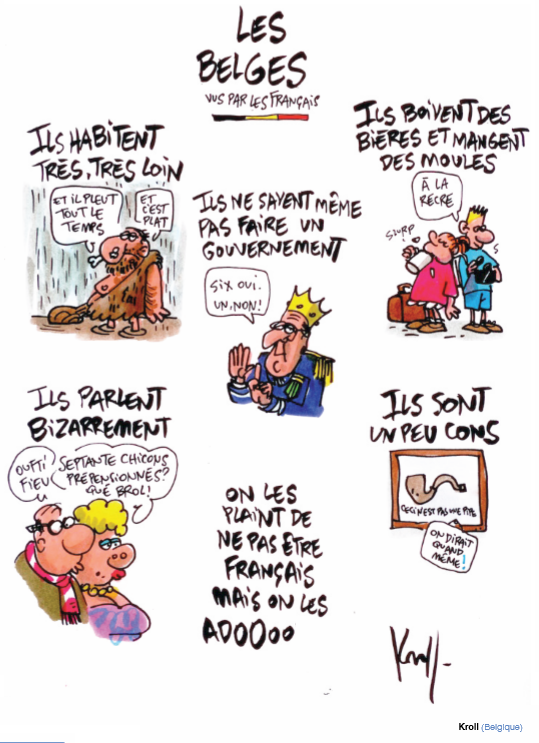 LES
BELGES
VUS PAR LES FRANÇAIS
ILS HABITENT
TRÈS, TRÈS LOIN
ET IL PLEUT
TOUT LE
TEMPS
ET
C'EST
PLAT
ILS NE SAVENT MÊME
PAS FAIRE UN
GOUVERNEMENT
SIX OUI.
UN, NON!
ILS BOIVENT DES
BIÈRES ET MANGENT
DES MOULES
À LA
RÉCRÉ
SLURP!
ILS PARLENT
BIZARREMENT
OUFTI'
FIEU
SEPTANTE CHICONS
PRÉPENSIONNÉS?
QUÉ BROL!
ON LES
PLAINT DE
NE PAS ÊTRE
FRANÇAIS
MAIS ON LES
ADOOoo
ILS SONT
UN PEU CONS
CECI N'EST PAS UNE PIPE
ON DIRAIT
QUAND
MÊME!
Kroll-
Kroll (Belgique)